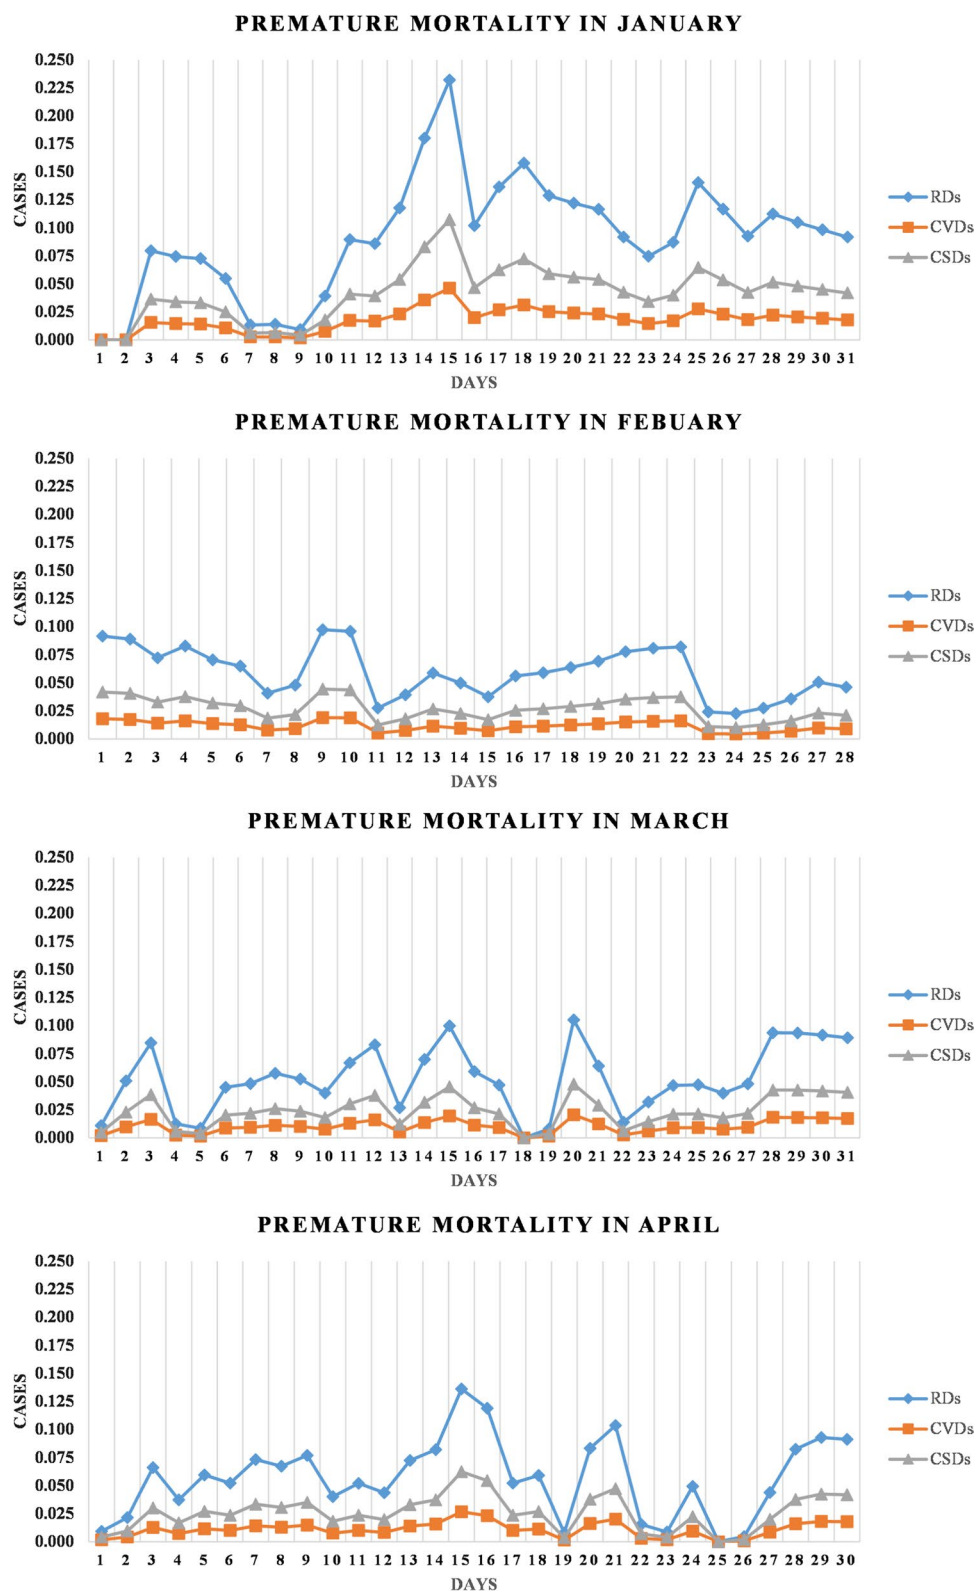 PREMATURE MORTALITY IN JANUARY
0.250
0.225
0.200
0.175
0.150
0.125
0.100
0.075
0.050
0.025
0.000
CASES
1 2 3 4 5 6 7 8 9 10 11 12 13 14 15 16 17 18 19 20 21 22 23 24 25 26 27 28 29 30 31
DAYS
RDs
CVDs
CSDs
PREMATURE MORTALITY IN FEBUARY
0.250
0.225
0.200
0.175
0.150
0.125
0.100
0.075
0.050
0.025
0.000
CASES
1 2 3 4 5 6 7 8 9 10 11 12 13 14 15 16 17 18 19 20 21 22 23 24 25 26 27 28
DAYS
RDs
CVDs
CSDs
PREMATURE MORTALITY IN MARCH
0.250
0.225
0.200
0.175
0.150
0.125
0.100
0.075
0.050
0.025
0.000
CASES
1 2 3 4 5 6 7 8 9 10 11 12 13 14 15 16 17 18 19 20 21 22 23 24 25 26 27 28 29 30 31
DAYS
RDs
CVDs
CSDs
PREMATURE MORTALITY IN APRIL
0.250
0.225
0.200
0.175
0.150
0.125
0.100
0.075
0.050
0.025
0.000
CASES
1 2 3 4 5 6 7 8 9 10 11 12 13 14 15 16 17 18 19 20 21 22 23 24 25 26 27 28 29 30
DAYS
RDs
CVDs
CSDs